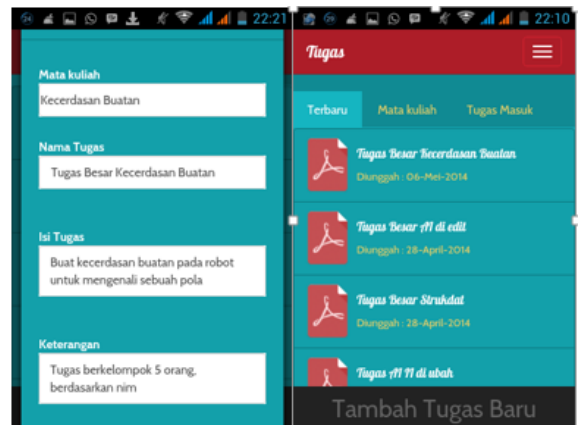 22:21
Mata kuliah
Kecerdasan Buatan
Nama Tugas
Tugas Besar Kecerdasan Buatan
Isi Tugas
Buat kecerdasan buatan pada robot
untuk mengenali sebuah pola
Keterangan
Tugas berkelompok 5 orang,
berdasarkan nim
22:10
Tugas
Terbaru Mata kuliah Tugas Masuk
Tugas Besar Kecerdasan Buatan
Diunggah : 06-Mei-2014
Tugas Besar AI di edit
Diunggah : 28-April-2014
Tugas Besar Strukdat
Diunggah : 28-April-2014
Tugas AI II di ubah
Tambah Tugas Baru